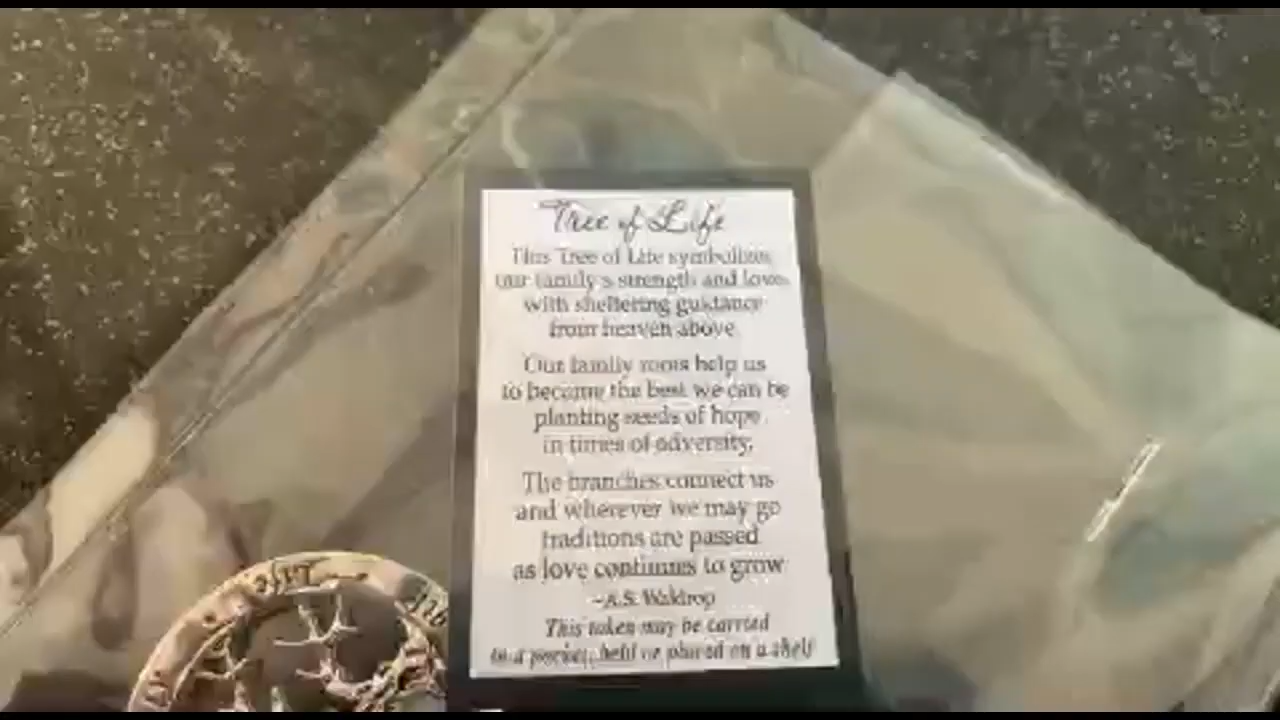 Tree of Life
This Tree of Life symbolizes
our family's strength and love
with sheltering guidance
from heaven above.
Our family roots help us
to become the best we can be
planting seeds of hope
in times of adversity.
The branches connect us
and wherever we may go
traditions are passed
as love continues to grow
~A.S. Waldrop
This token may be carried
in a pocket, held or placed on a shelf